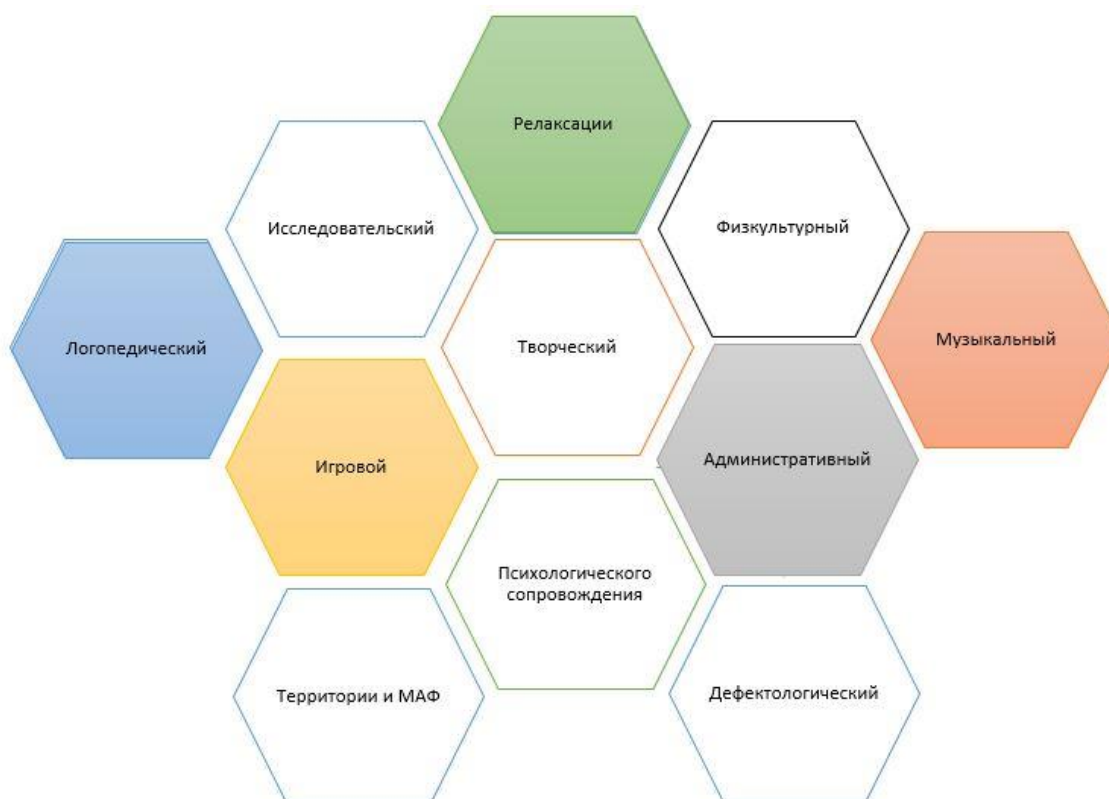 Релаксации
Исследовательский
Физкультурный
Логопедический
Творческий
Музыкальный
Игровой
Административный
Психологического
сопровождения
Территории и МАФ
Дефектологический